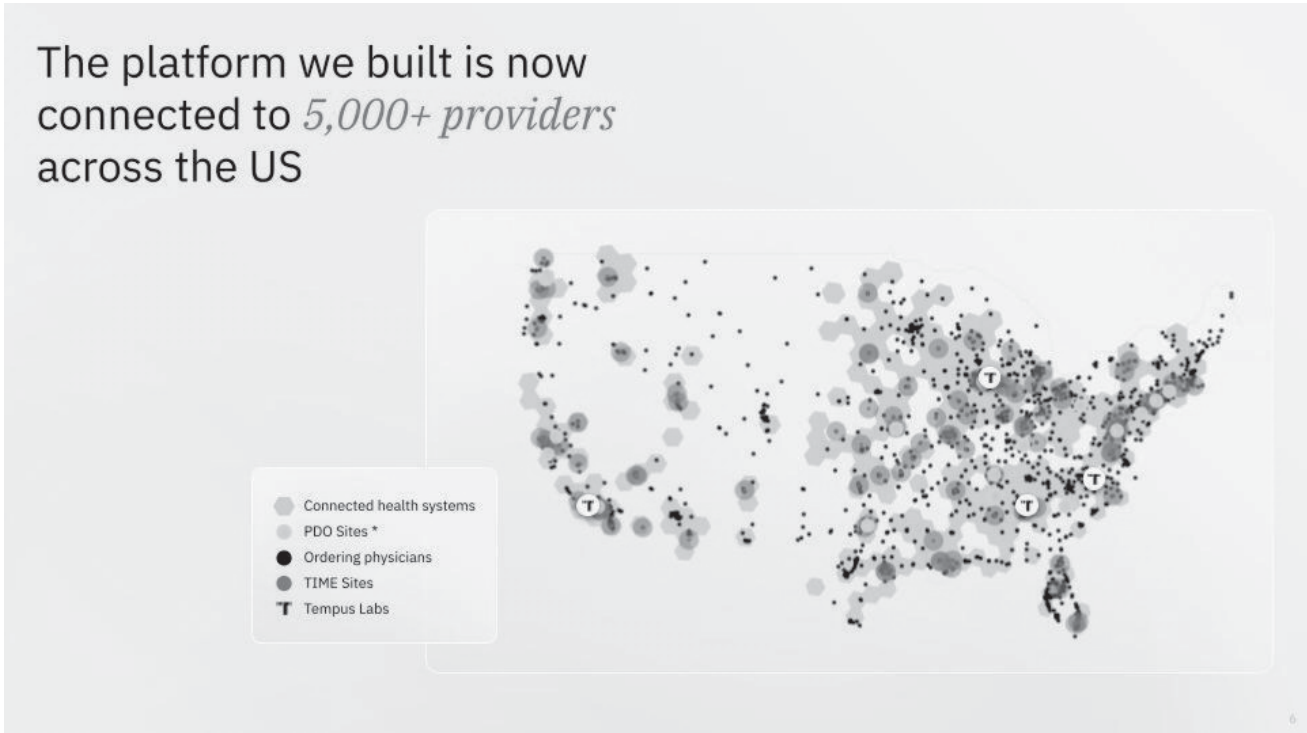 The platform we built is now
connected to 5,000+ providers
across the US
T
T
T
T
Connected health systems
PDO Sites *
Ordering physicians
TIME Sites
T Tempus Labs
6